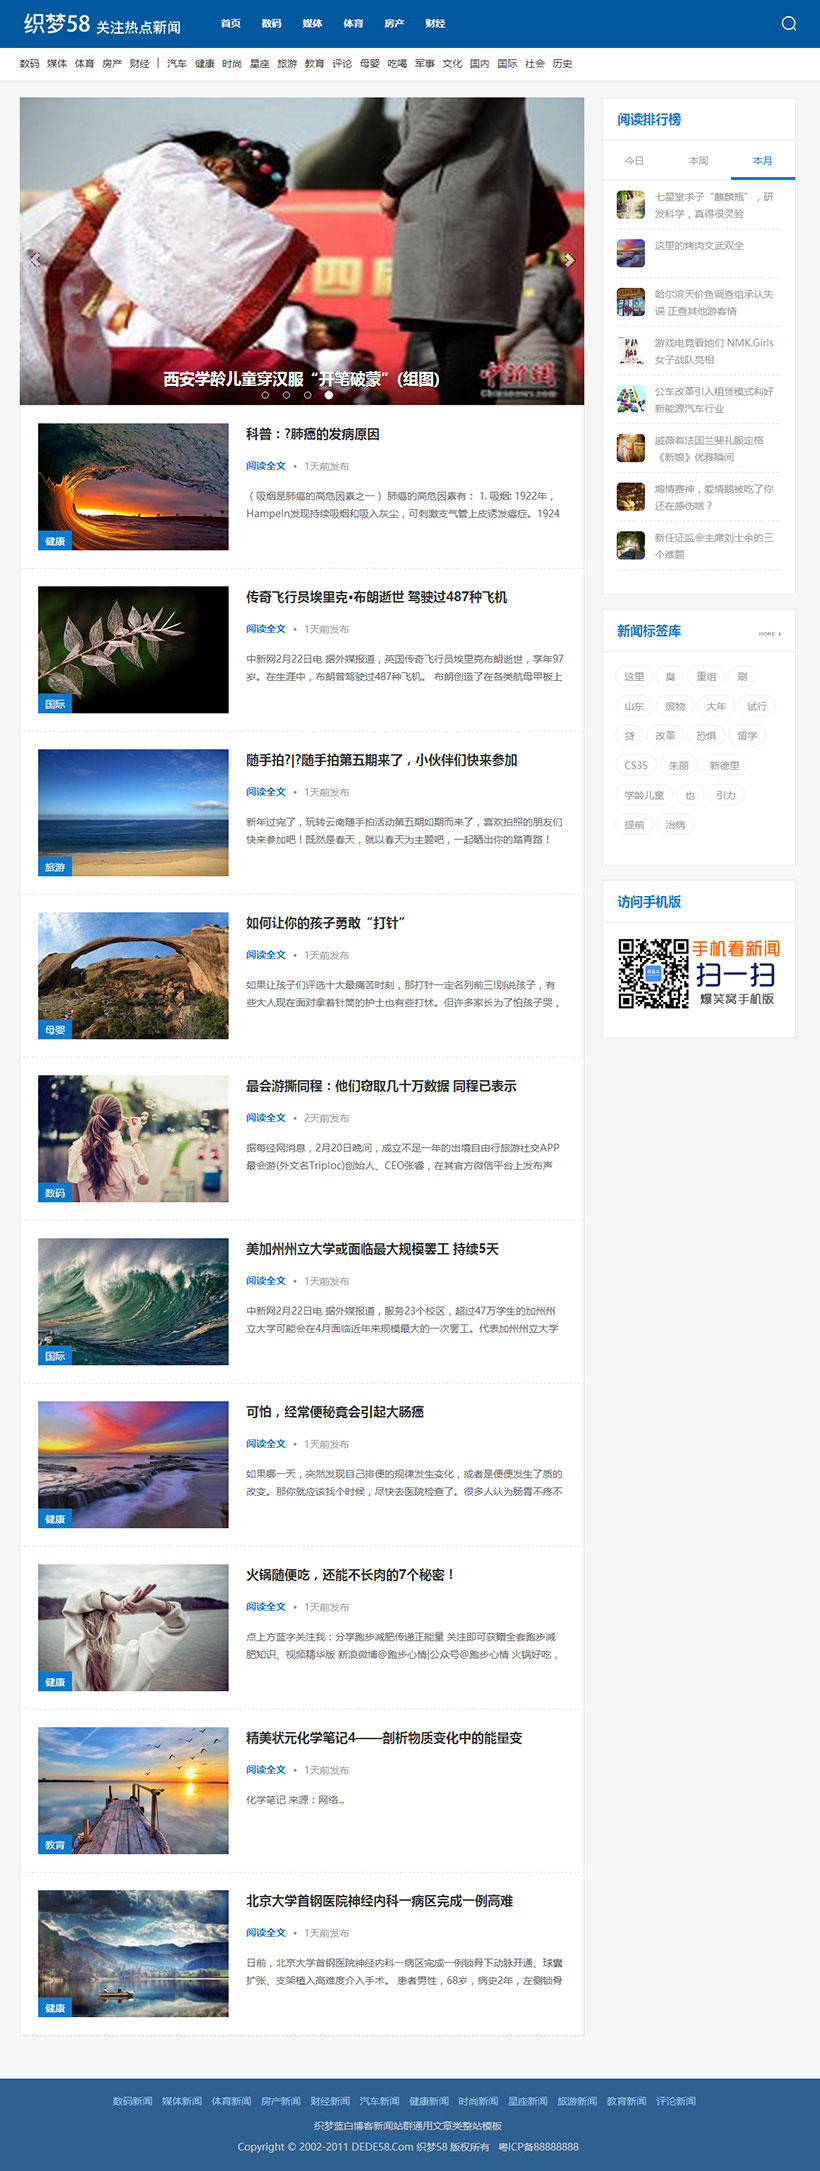 织梦58 关注热点新闻
首页 数码 媒体 体育 房产 财经
数码 媒体 体育 房产 财经 | 汽车 健康 时尚 星座 旅游 教育 评论 母婴 吃喝 军事 文化 国内 国际 社会 历史
第四届
中新网
西安学龄儿童穿汉服“开笔破蒙”(组图)
科普：?肺癌的发病原因
阅读全文 • 1天前发布
（ 吸烟是肺癌的高危因素之一 ） 肺癌的高危因素有： 1. 吸烟: 1922年，
Hampeln发现持续吸烟和吸入灰尘，可刺激支气管上皮诱发癌症。1924
健康
传奇飞行员埃里克•布朗逝世 驾驶过487种飞机
阅读全文 • 1天前发布
中新网2月22日电 据外媒报道，英国传奇飞行员埃里克布朗逝世，享年97
岁。在生涯中，布朗曾驾驶过487种飞机。 布朗创造了在各类航母甲板上
国际
随手拍?|?随手拍第五期来了，小伙伴们快来参加
阅读全文 • 1天前发布
新年过完了，玩转云南随手拍活动第五期如期而来了，喜欢拍照的朋友们
快来参加吧！既然是春天，就以春天为主题吧，一起晒出你的踏青路！
旅游
如何让你的孩子勇敢“打针”
阅读全文 • 1天前发布
如果让孩子们评选十大最痛苦时刻，那打针一定名列前三!别说孩子，有
些大人现在面对拿着针筒的护士也有些打怵。但许多家长为了怕孩子哭，
母婴
最会游撕同程：他们窃取几十万数据 同程已表示
阅读全文 • 2天前发布
据每经网消息，2月20日晚间，成立不足一年的出境自由行旅游社交APP
最会游(外文名Triploc)创始人、CEO张睿，在其官方微信平台上发布声
数码
美加州州立大学或面临最大规模罢工 持续5天
阅读全文 • 1天前发布
中新网2月22日电 据外媒报道，服务23个校区，超过47万学生的加州州
立大学可能会在4月面临近年来规模最大的一次罢工。代表加州州立大学
国际
可怕，经常便秘竟会引起大肠癌
阅读全文 • 1天前发布
如果哪一天，突然发现自己排便的规律发生变化，或者是便便发生了质的
改变。那你就应该找个时候，尽快去医院检查了。很多人认为肠胃不疼不
健康
火锅随便吃，还能不长肉的7个秘密！
阅读全文 • 1天前发布
点上方蓝字关注我：分享跑步减肥传递正能量 关注即可获赠全套跑步减
肥知识、视频精华版 新浪微博@跑步心情|公众号@跑步心情 火锅好吃，
健康
精美状元化学笔记4——剖析物质变化中的能量变
阅读全文 • 1天前发布
化学笔记 来源：网络...
教育
北京大学首钢医院神经内科一病区完成一例高难
阅读全文 • 1天前发布
日前，北京大学首钢医院神经内科一病区完成一例锁骨下动脉开通、球囊
扩张、支架植入高难度介入手术。 患者男性，68岁，病史2年，左侧锁骨
健康
阅读排行榜
今日 本周 本月
七星堂求子“麒麟瓶”，研
发科学，真得很灵验
这里的烤肉文武双全
哈尔滨天价鱼调查组承认失
误 正查其他游客情
游戏电竞看她们 NMK.Girls
女子战队亮相
公车改革引入租赁模式利好
新能源汽车行业
戚薇着法国兰斐礼服定格
《新娘》优雅瞬间
煽情费神，爱情鹅被吃了你
还在感伤啥？
新任证监会主席刘士余的三
个难题
新闻标签库
MORE
这里 臭 重组 刷
山东 废物 大年 试行
贷 改革 恐惧 留学
CS35 朱丽 新德里
学龄儿童 也 引力
提前 治病
访问手机版
手机看新闻
扫一扫
爆笑窝手机版
数码新闻 媒体新闻 体育新闻 房产新闻 财经新闻 汽车新闻 健康新闻 时尚新闻 星座新闻 旅游新闻 教育新闻 评论新闻
织梦蓝白博客新闻站群通用文章类整站模板
Copyright © 2002-2011 DEDE58.Com 织梦58 版权所有 粤ICP备88888888